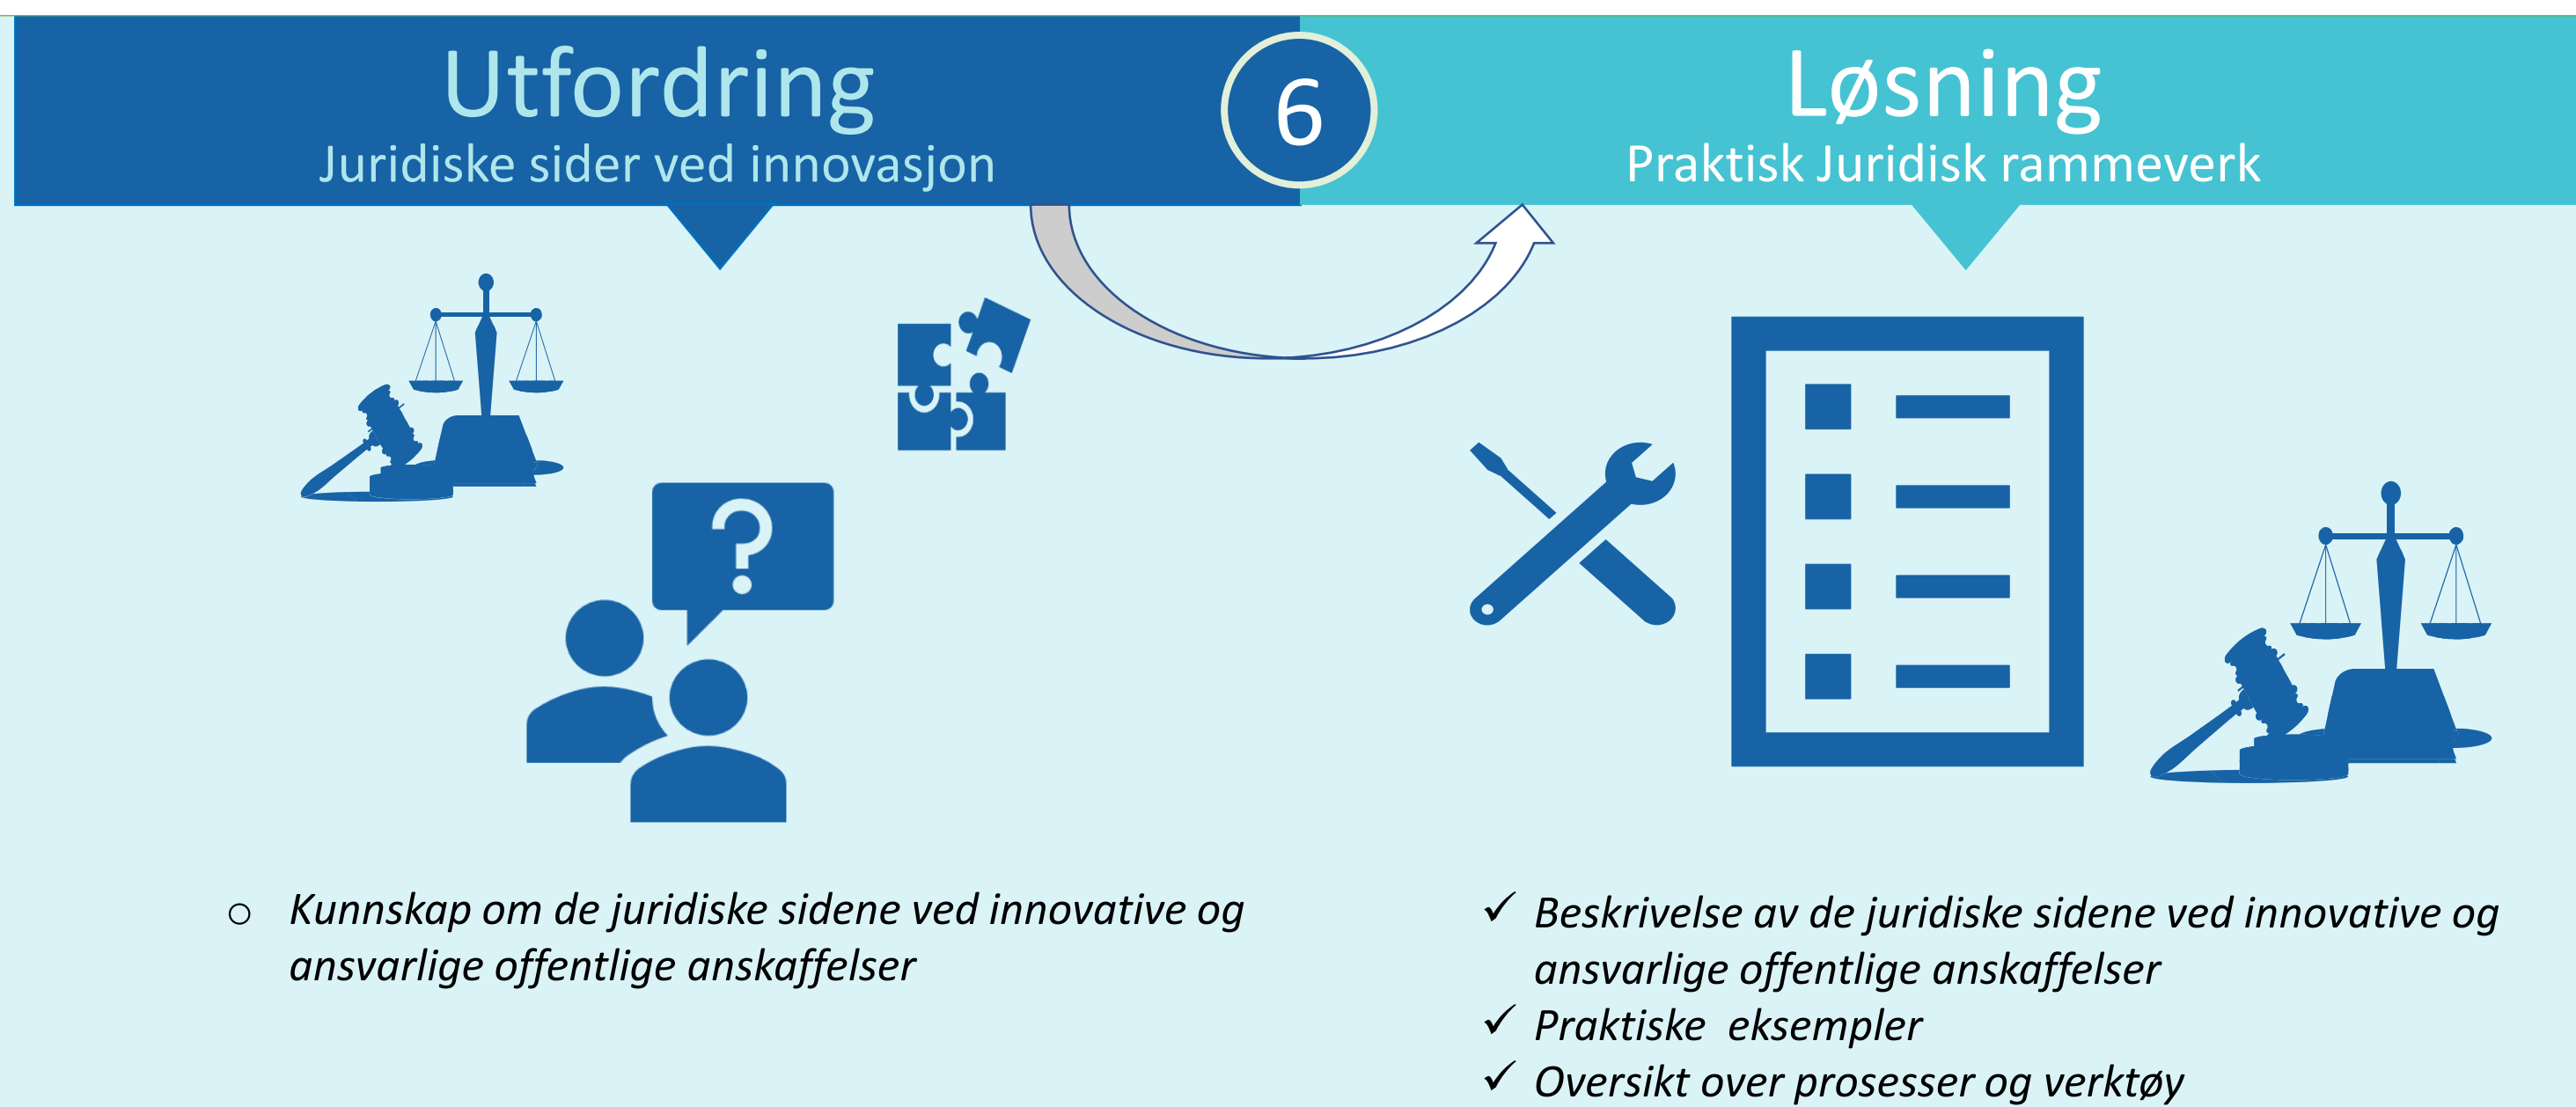 Utfordring
Juridiske sider ved innovasjon
6
Løsning
Praktisk Juridisk rammeverk
?
o Kunnskap om de juridiske sidene ved innovative og
ansvarlige offentlige anskaffelser
✓ Beskrivelse av de juridiske sidene ved innovative og
ansvarlige offentlige anskaffelser
✓ Praktiske eksempler
✓ Oversikt over prosesser og verktøy